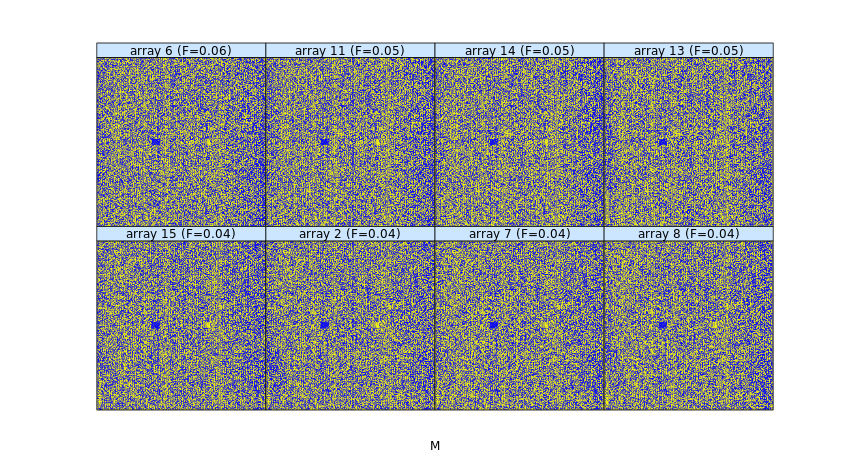 array 6 (F=0.06) array 11 (F=0.05) array 14 (F=0.05) array 13 (F=0.05)
array 15 (F=0.04) array 2 (F=0.04) array 7 (F=0.04) array 8 (F=0.04)
M